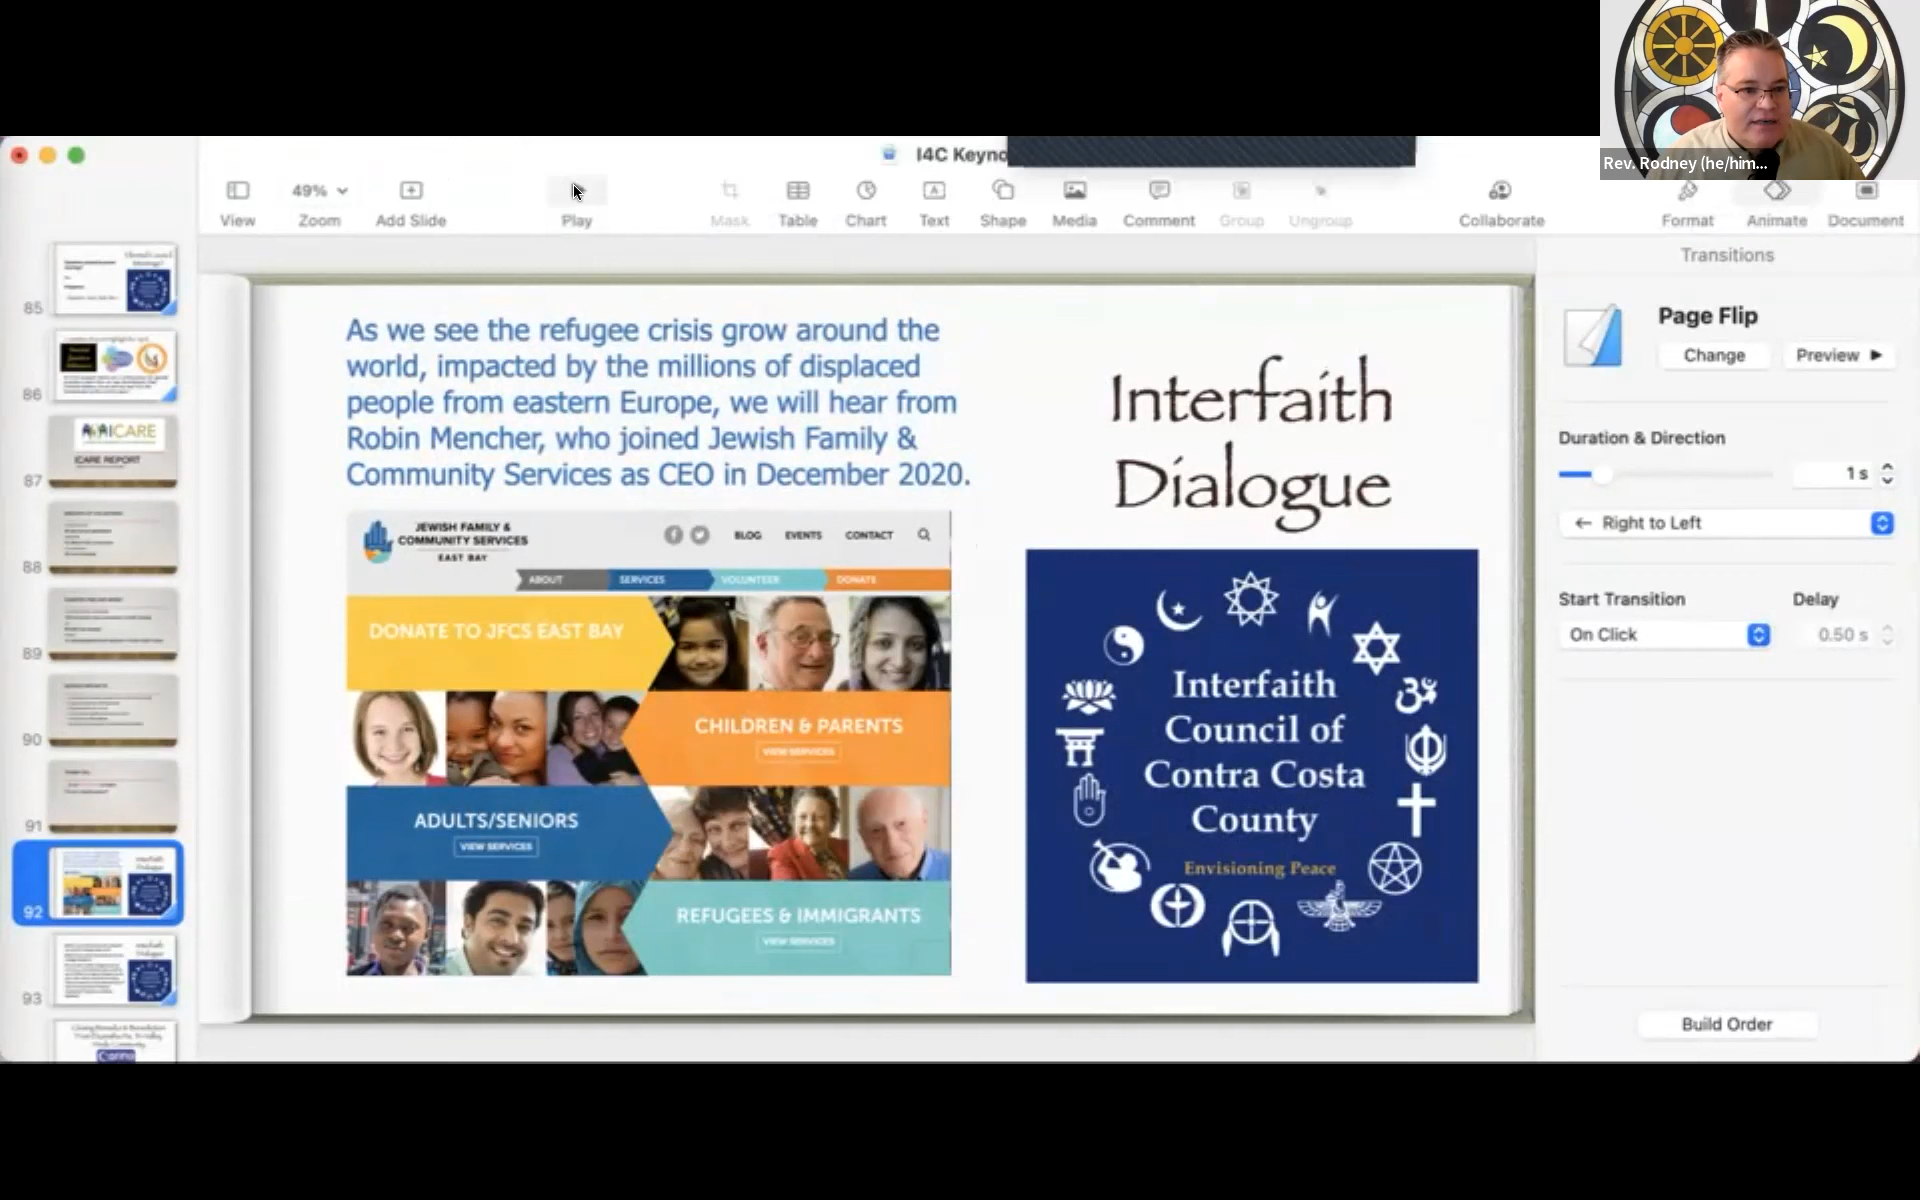 Rev. Rodney (he/him...
I4C Keyno
49%
View
Zoom
Add Slide
Play
Mask
Table
Chart
Text
Shape
Media
Comment
Group
Ungroup
Collaborate
Format
Animate
Document
85
86
87
ICARE
ICARE REPORT
88
89
90
91
92
93
As we see the refugee crisis grow around the
world, impacted by the millions of displaced
people from eastern Europe, we will hear from
Robin Mencher, who joined Jewish Family &
Community Services as CEO in December 2020.
JEWISH FAMILY &
COMMUNITY SERVICES
EAST BAY
BLOG
EVENTS
CONTACT
ABOUT
SERVICES
VOLUNTEER
DONATE
DONATE TO JFCS EAST BAY
CHILDREN & PARENTS
VIEW SERVICES
ADULTS/SENIORS
VIEW SERVICES
REFUGEES & IMMIGRANTS
VIEW SERVICES
Interfaith
Dialogue
Interfaith
Council of
Contra Costa
County
Envisioning Peace
Transitions
Page Flip
Change
Preview
Duration & Direction
1 s
Right to Left
Start Transition
Delay
On Click
0.50 s
Build Order